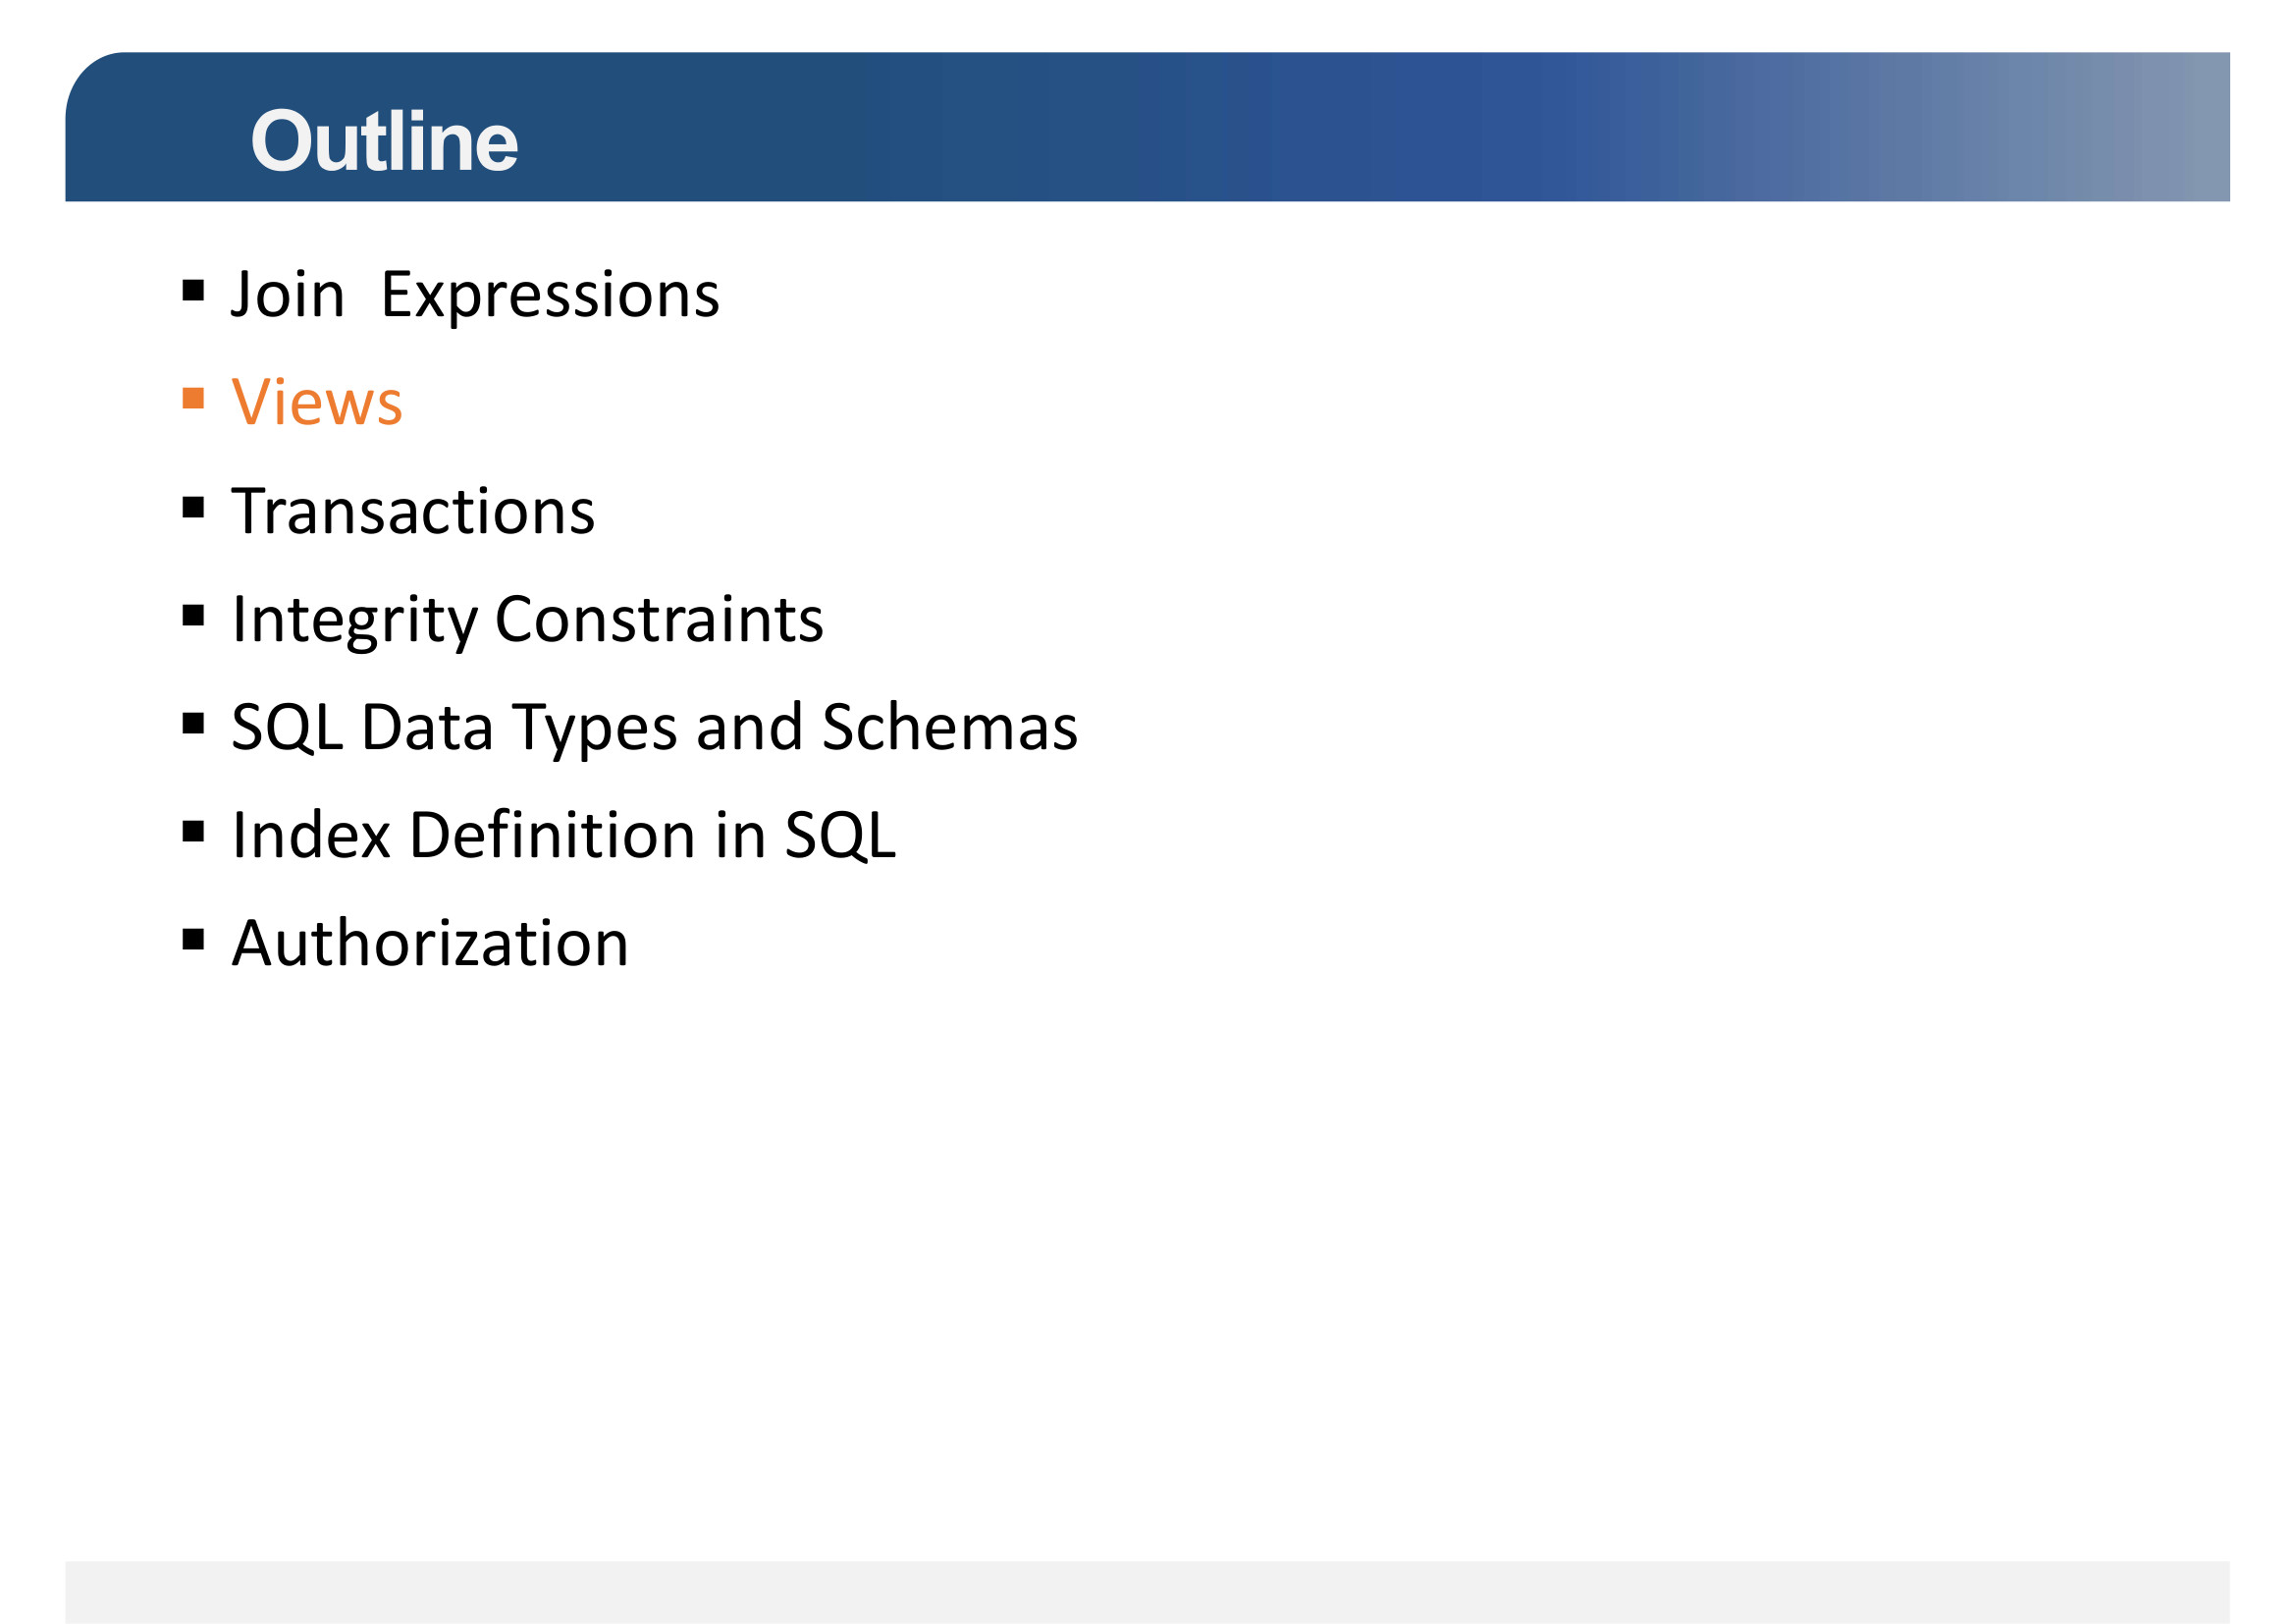 Outline
Join  Expressions
Views
Transactions
Integrity Constraints
SQL Data Types and Schemas
Index Definition in SQL
Authorization